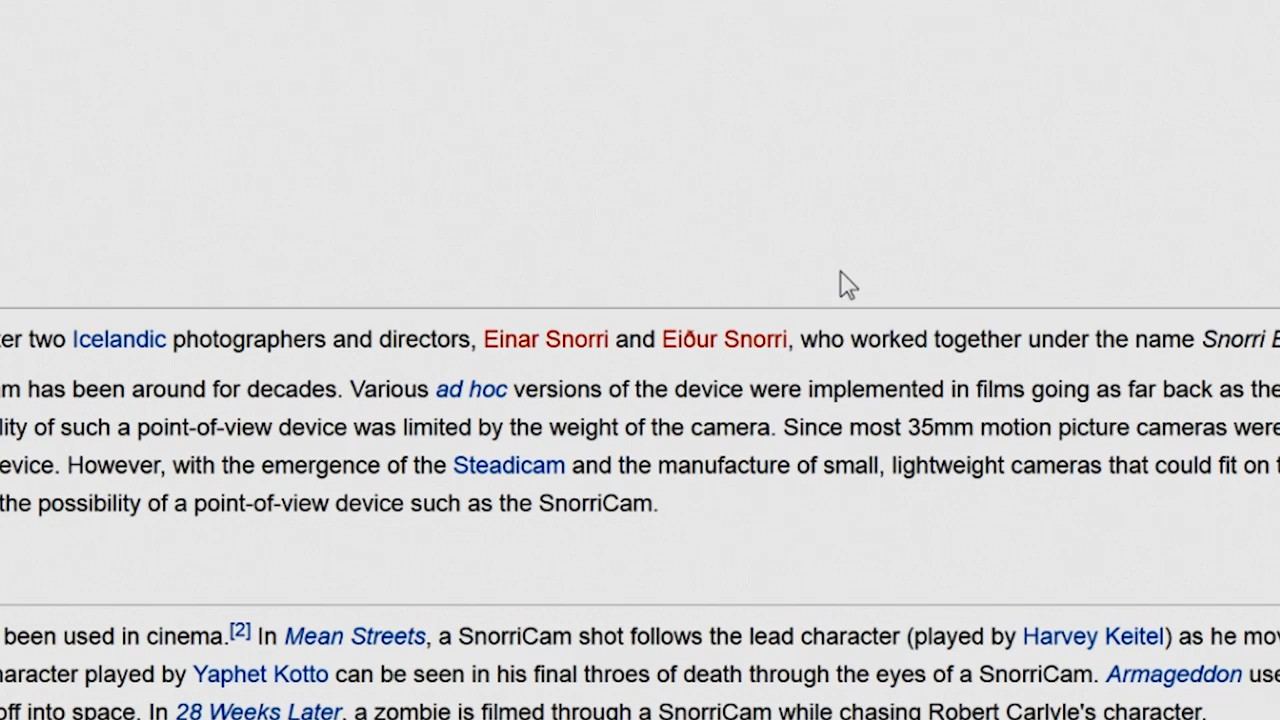 ter two Icelandic photographers and directors, Einar Snorri and Eiður Snorri, who worked together under the name Snorri
am has been around for decades. Various ad hoc versions of the device were implemented in films going as far back as the
lity of such a point-of-view device was limited by the weight of the camera. Since most 35mm motion picture cameras were
evice. However, with the emergence of the Steadicam and the manufacture of small, lightweight cameras that could fit on
the possibility of a point-of-view device such as the SnorriCam.
been used in cinema.[2] In Mean Streets, a SnorriCam shot follows the lead character (played by Harvey Keitel) as he mov
haracter played by Yaphet Kotto can be seen in his final throes of death through the eyes of a SnorriCam. Armageddon use
off into space. In 28 Weeks Later, a zombie is filmed through a SnorriCam while chasing Robert Carlyle's character.